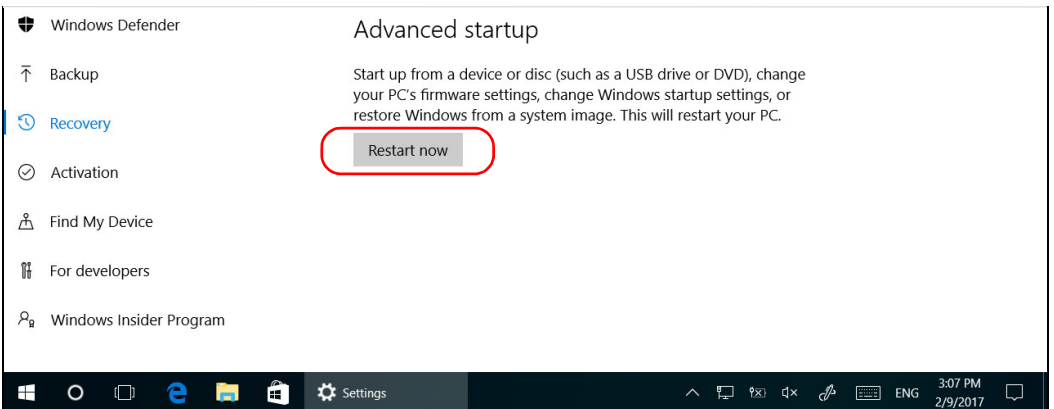 Windows Defender
Backup
Recovery
Activation
Find My Device
For developers
Windows Insider Program
Advanced startup
Start up from a device or disc (such as a USB drive or DVD), change
your PC's firmware settings, change Windows startup settings, or
restore Windows from a system image. This will restart your PC.
Restart now
Settings
ENG
3:07 PM
2/9/2017